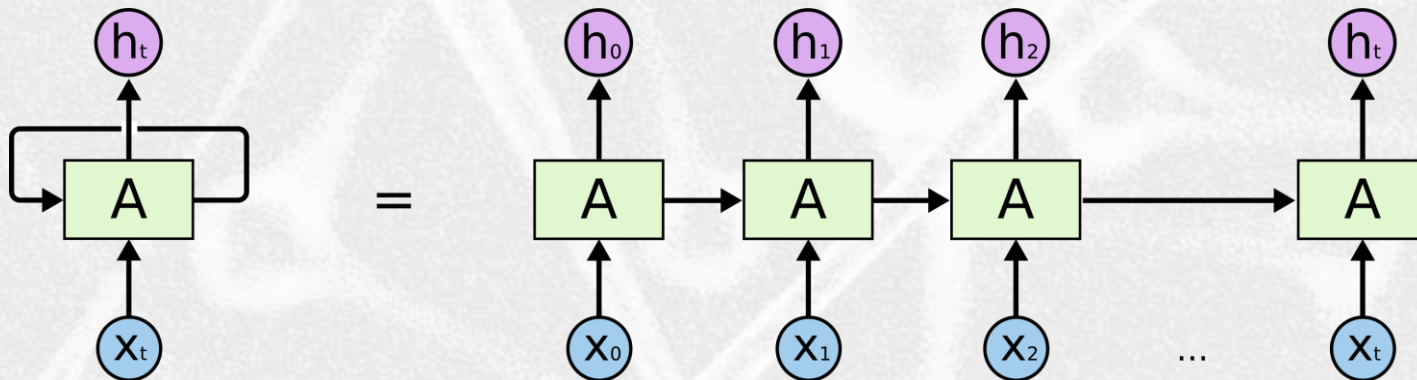 hₜ h₀ h₁ h₂ hₜ
A = A A A A
xₜ x₀ x₁ x₂ ... xₜ